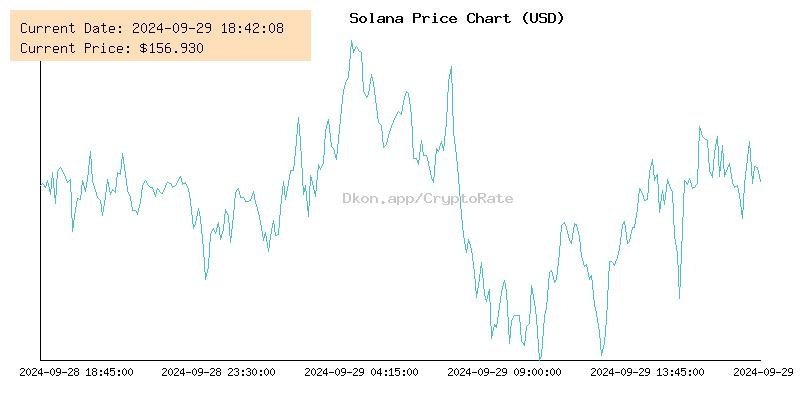 Solana Price Chart (USD)
Current Date: 2024-09-29 18:42:08
Current Price: $156.930
Dkon.app/CryptoRate
2024-09-28 18:45:00 2024-09-28 23:30:00 2024-09-29 04:15:00 2024-09-29 09:00:00 2024-09-29 13:45:00 2024-09-29